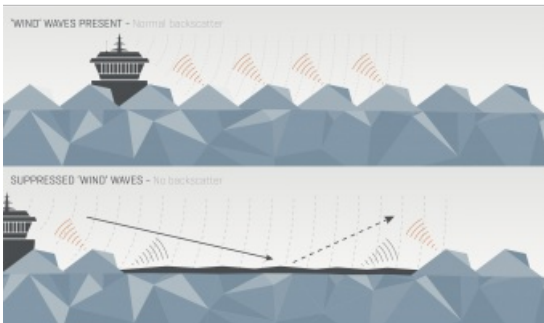 'WIND' WAVES PRESENT – Normal backscatter
SUPPRESSED 'WIND' WAVES – No backscatter